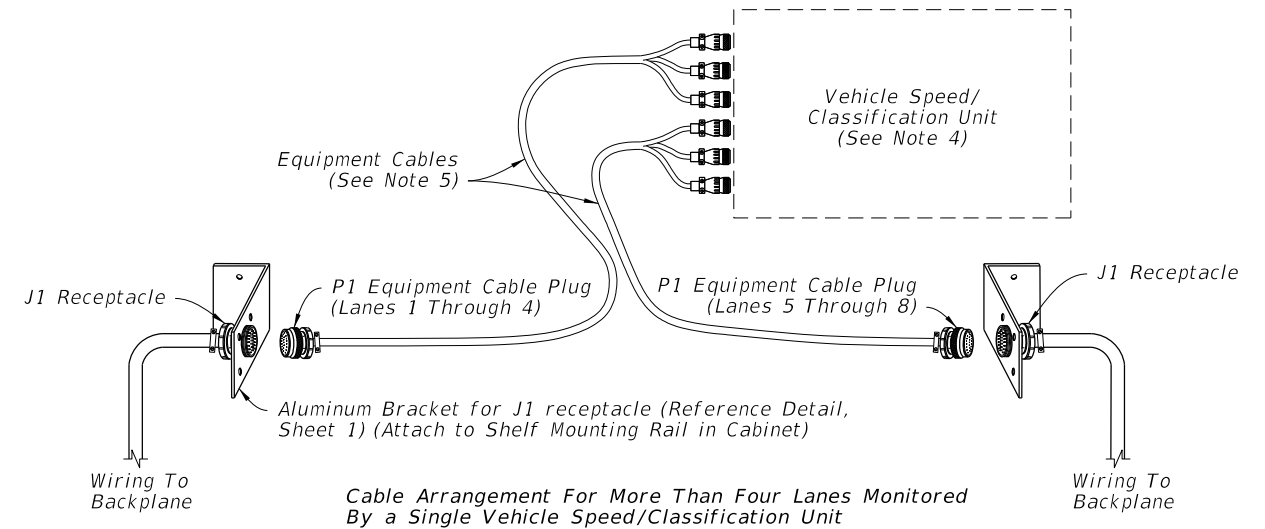 Vehicle Speed/
Classification Unit
(See Note 4)
Equipment Cables
(See Note 5)
J1 Receptacle
P1 Equipment Cable Plug
(Lanes 1 Through 4)
P1 Equipment Cable Plug
(Lanes 5 Through 8)
J1 Receptacle
Aluminum Bracket for J1 receptacle (Reference Detail,
Sheet 1) (Attach to Shelf Mounting Rail in Cabinet)
Wiring To
Backplane
Wiring To
Backplane
Cable Arrangement For More Than Four Lanes Monitored
By a Single Vehicle Speed/Classification Unit